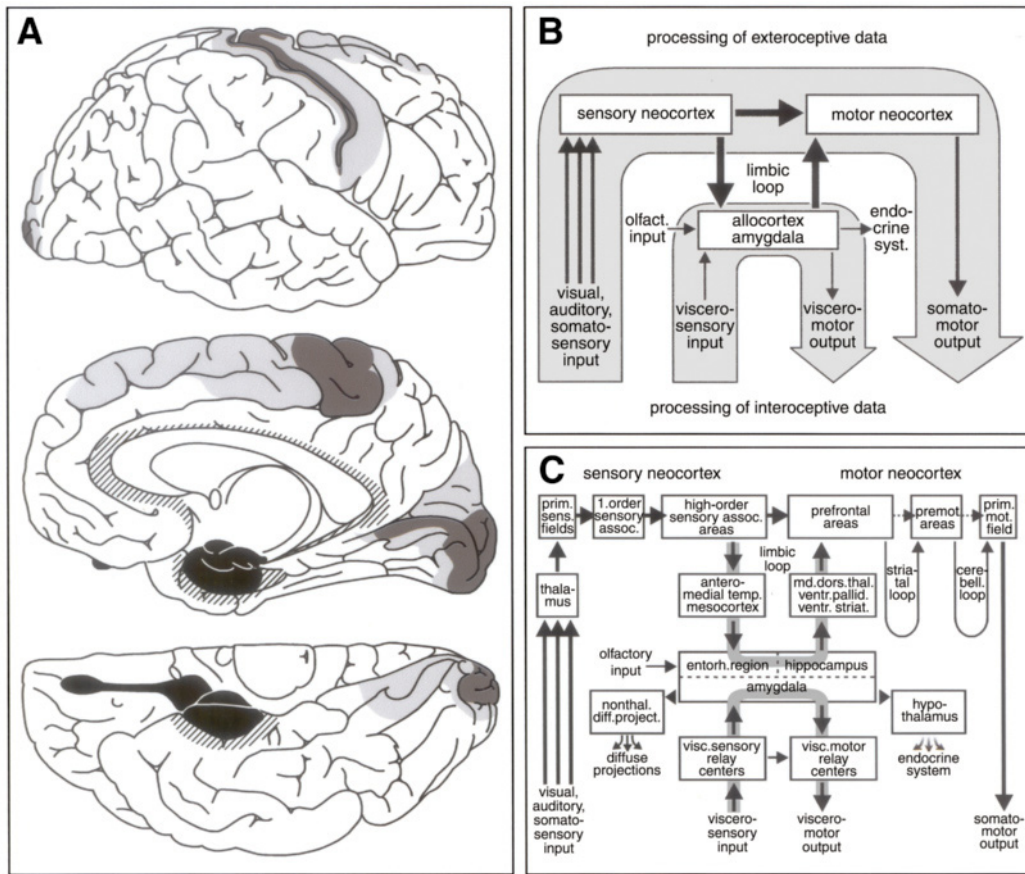 A
B
processing of exteroceptive data
sensory neocortex
motor neocortex
limbic
loop
olfact.
input
allocortex
amygdala
endo-
crine
syst.
visual,
auditory,
somato-
sensory
input
viscero-
sensory
input
viscero-
motor
output
somato-
motor
output
processing of interoceptive data
C
sensory neocortex
motor neocortex
prim.
sens.
fields
1.order
sensory
assoc.
high-order
sensory assoc.
areas
prefrontal
areas
premot.
areas
prim.
mot.
field
limbic
loop
thala-
mus
antero-
medial temp.
mesocortex
md.dors.thal.
ventr.pallid.
ventr. striat.
stria-
tal
loop
cere-
bell.
loop
olfactory
input
entorh.region
hippocampus
amygdala
nonthal.
diff.project.
hypo-
thalamus
diffuse
projections
visc.sensory
relay
centers
visc.motor
relay
centers
endocrine
system
visual,
auditory,
somato-
sensory
input
viscero-
sensory
input
viscero-
motor
output
somato-
motor
output